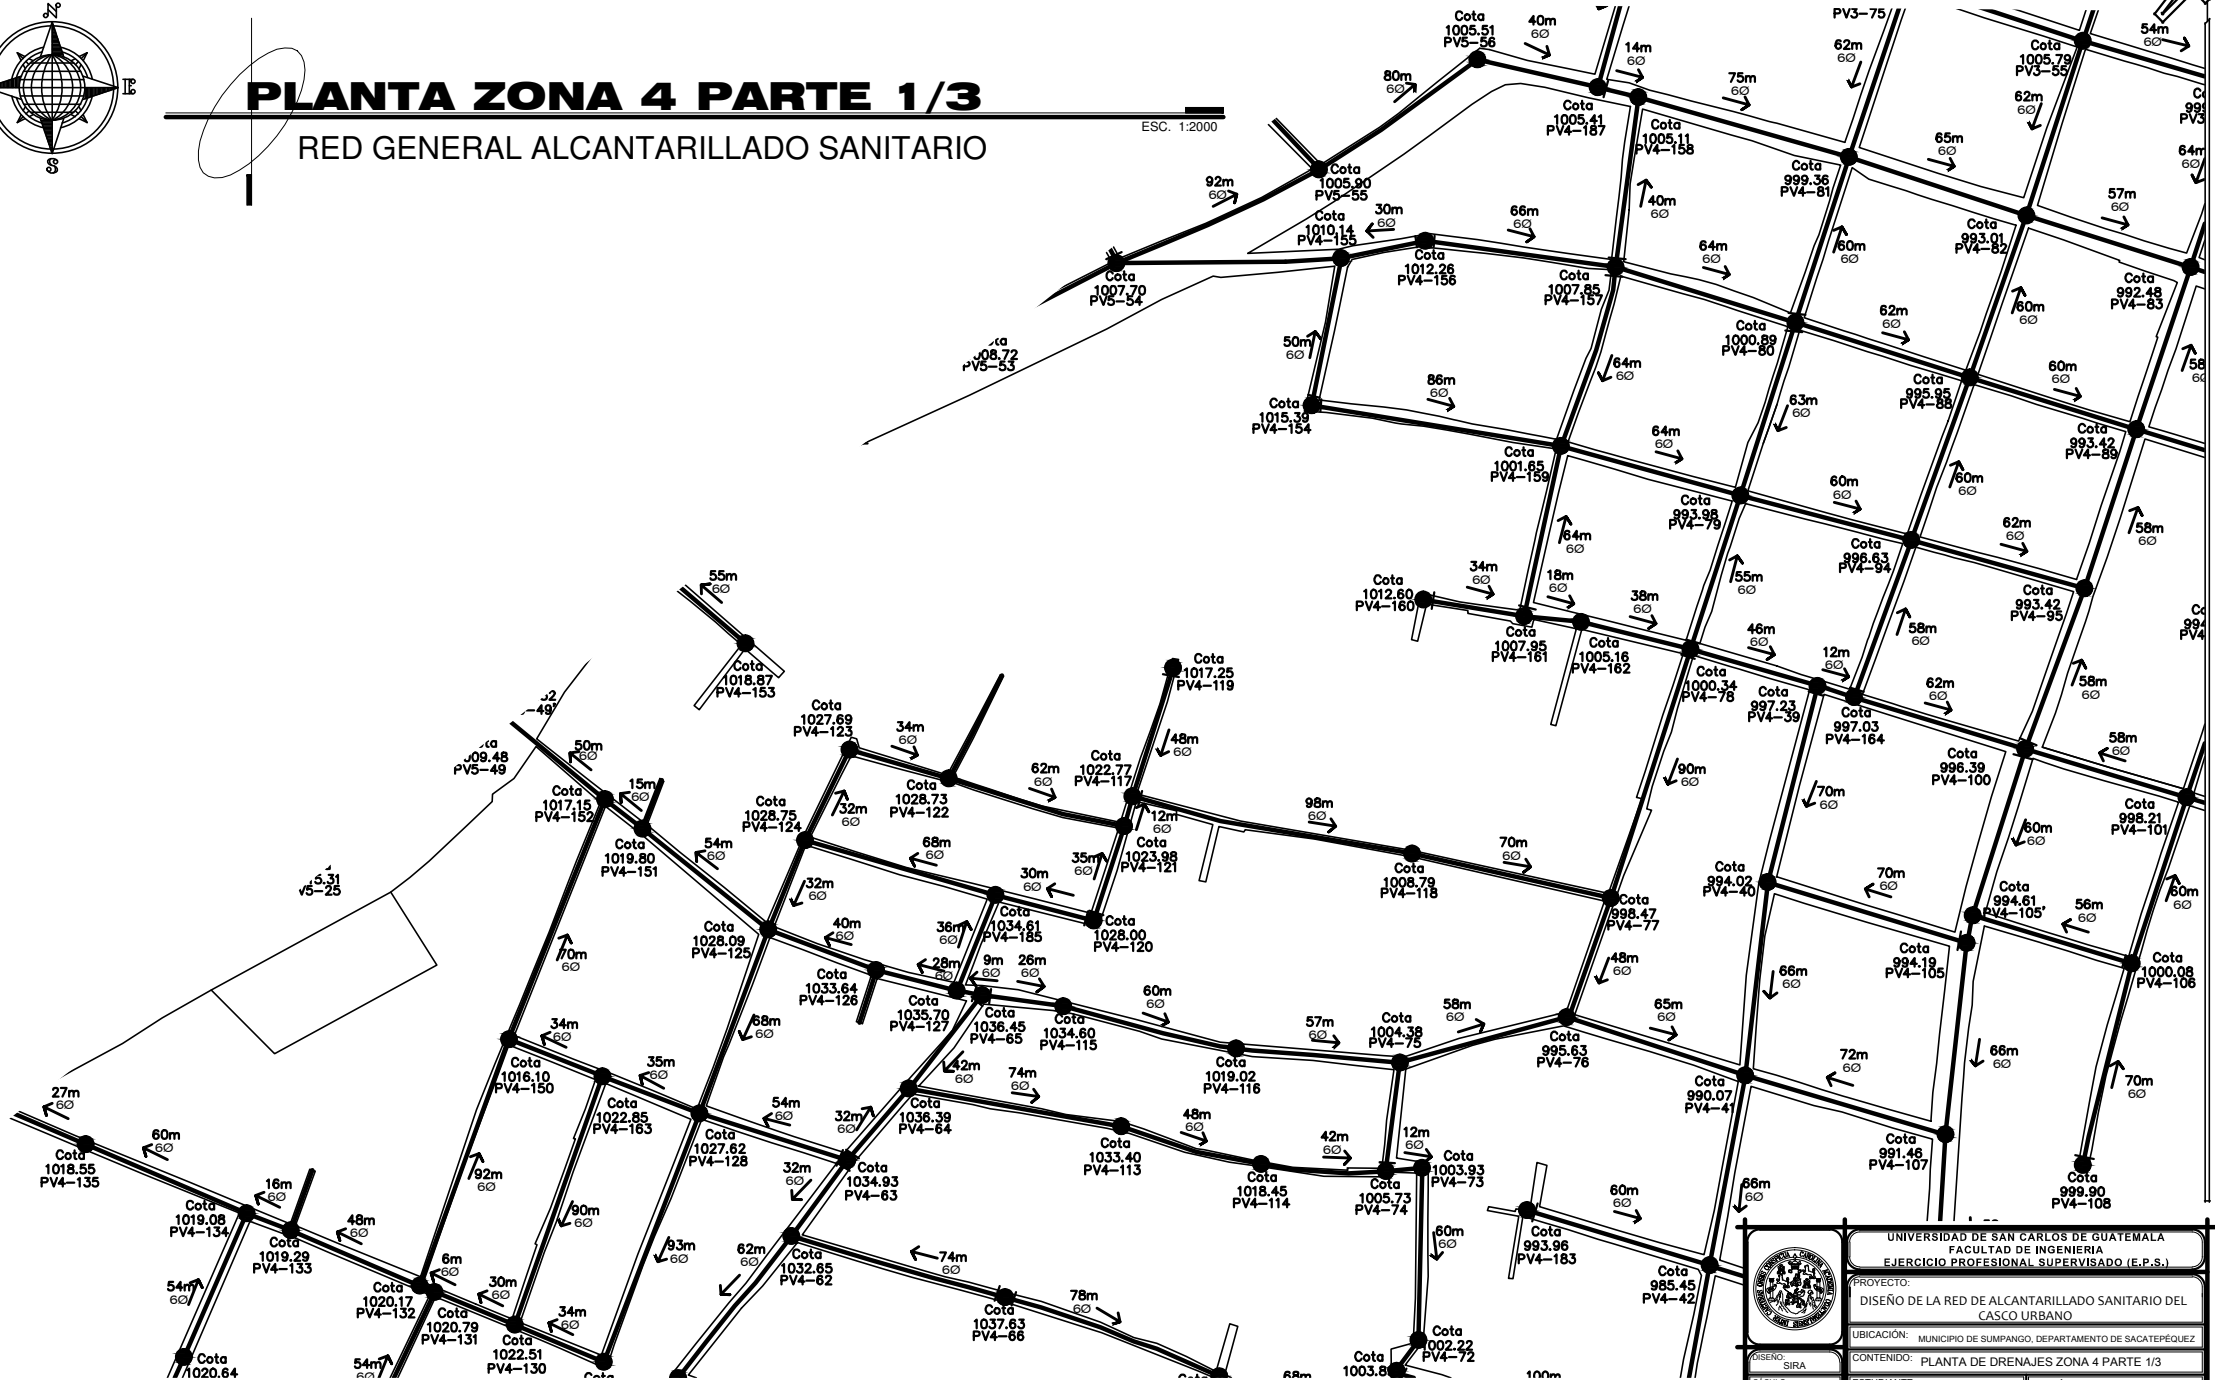 N
E
S
PLANTA ZONA 4 PARTE 1/3
ESC. 1:2000
RED GENERAL ALCANTARILLADO SANITARIO
Cota
1005.51
PV5-56
40m
6Ø
14m
6Ø
80m
6Ø
75m
6Ø
Cota
1005.41
PV4-187
Cota
1005.11
PV4-158
PV3-75
62m
6Ø
Cota
1005.79
PV3-55
54m
6Ø
62m
6Ø
65m
6Ø
64m
6Ø
57m
6Ø
Cota
999.36
PV4-81
92m
6Ø
Cota
1005.90
PV5-55
Cota
1010.14
PV4-155
30m
6Ø
66m
6Ø
40m
6Ø
64m
6Ø
60m
6Ø
Cota
993.01
PV4-82
Cota
1007.70
PV5-54
Cota
1012.26
PV4-156
Cota
1007.85
PV4-157
Cota
992.48
PV4-83
60m
6Ø
62m
6Ø
Cota
1000.89
PV4-80
08.72
PV5-53
50m
6Ø
64m
6Ø
86m
6Ø
60m
6Ø
Cota
995.95
PV4-88
Cota
1015.39
PV4-154
63m
6Ø
64m
6Ø
Cota
993.42
PV4-89
Cota
1001.65
PV4-159
60m
6Ø
60m
6Ø
Cota
993.98
PV4-79
62m
6Ø
58m
6Ø
Cota
996.63
PV4-94
64m
6Ø
34m
6Ø
18m
6Ø
38m
6Ø
55m
6Ø
Cota
1012.60
PV4-160
Cota
993.42
PV4-95
58m
6Ø
46m
6Ø
12m
6Ø
Cota
1007.95
PV4-161
Cota
1005.16
PV4-162
Cota
1000.34
PV4-78
Cota
997.23
PV4-39
Cota
997.03
PV4-164
62m
6Ø
58m
6Ø
58m
6Ø
Cota
996.39
PV4-100
55m
6Ø
Cota
1018.87
PV4-153
Cota
1017.25
PV4-119
Cota
1027.69
PV4-123
34m
6Ø
48m
6Ø
09.48
PV5-49
50m
6Ø
15m
6Ø
Cota
1017.15
PV4-152
Cota
1019.80
PV4-151
Cota
1028.75
PV4-124
32m
6Ø
Cota
1028.73
PV4-122
62m
6Ø
Cota
1022.77
PV4-117
12m
6Ø
98m
6Ø
90m
6Ø
70m
6Ø
60m
6Ø
Cota
998.21
PV4-101
54m
6Ø
68m
6Ø
35m
6Ø
Cota
1023.98
PV4-121
30m
6Ø
Cota
1008.79
PV4-118
70m
6Ø
Cota
994.02
PV4-40
70m
6Ø
Cota
994.61
PV4-105'
56m
6Ø
60m
6Ø
V5-25
32m
6Ø
40m
6Ø
36m
6Ø
Cota
1034.61
PV4-185
Cota
1028.00
PV4-120
Cota
998.47
PV4-77
Cota
1028.09
PV4-125
Cota
994.19
PV4-105
Cota
1000.08
PV4-106
70m
6Ø
Cota
1033.64
PV4-126
28m
6Ø
9m
6Ø
26m
6Ø
48m
6Ø
66m
6Ø
Cota
1035.70
PV4-127
Cota
1036.45
PV4-65
Cota
1034.60
PV4-115
60m
6Ø
57m
6Ø
Cota
1004.38
PV4-75
58m
6Ø
65m
6Ø
34m
6Ø
68m
6Ø
35m
6Ø
Cota
1016.10
PV4-150
42m
6Ø
74m
6Ø
Cota
1019.02
PV4-116
Cota
995.63
PV4-76
72m
6Ø
66m
6Ø
70m
6Ø
Cota
990.07
PV4-41
27m
6Ø
60m
6Ø
Cota
1022.85
PV4-163
54m
6Ø
32m
6Ø
Cota
1036.39
PV4-64
48m
6Ø
42m
6Ø
12m
6Ø
Cota
1018.55
PV4-135
Cota
1027.62
PV4-128
32m
6Ø
Cota
1034.93
PV4-63
Cota
1033.40
PV4-113
Cota
1018.45
PV4-114
Cota
1005.73
PV4-74
Cota
1003.93
PV4-73
Cota
991.46
PV4-107
Cota
999.90
PV4-108
16m
6Ø
92m
6Ø
Cota
1019.08
PV4-134
48m
6Ø
90m
6Ø
66m
6Ø
60m
6Ø
Cota
1019.29
PV4-133
6m
6Ø
93m
6Ø
62m
6Ø
Cota
1032.65
PV4-62
74m
6Ø
60m
6Ø
Cota
993.96
PV4-183
54m
6Ø
Cota
1020.17
PV4-132
30m
6Ø
Cota
1020.79
PV4-131
34m
6Ø
78m
6Ø
Cota
1037.63
PV4-66
Cota
985.45
PV4-42
Cota
1022.51
PV4-130
Cota
1002.22
PV4-72
Cota
1020.64
54m
6Ø
Cota
68m
100m
UNIVERSIDAD DE SAN CARLOS DE GUATEMALA
FACULTAD DE INGENIERIA
EJERCICIO PROFESIONAL SUPERVISADO (E.P.S.)
PROYECTO:
DISEÑO DE LA RED DE ALCANTARILLADO SANITARIO DEL
CASCO URBANO
UBICACIÓN: MUNICIPIO DE SUMPANGO, DEPARTAMENTO DE SACATEPÉQUEZ
DISEÑO:
SIRA
CONTENIDO: PLANTA DE DRENAJES ZONA 4 PARTE 1/3